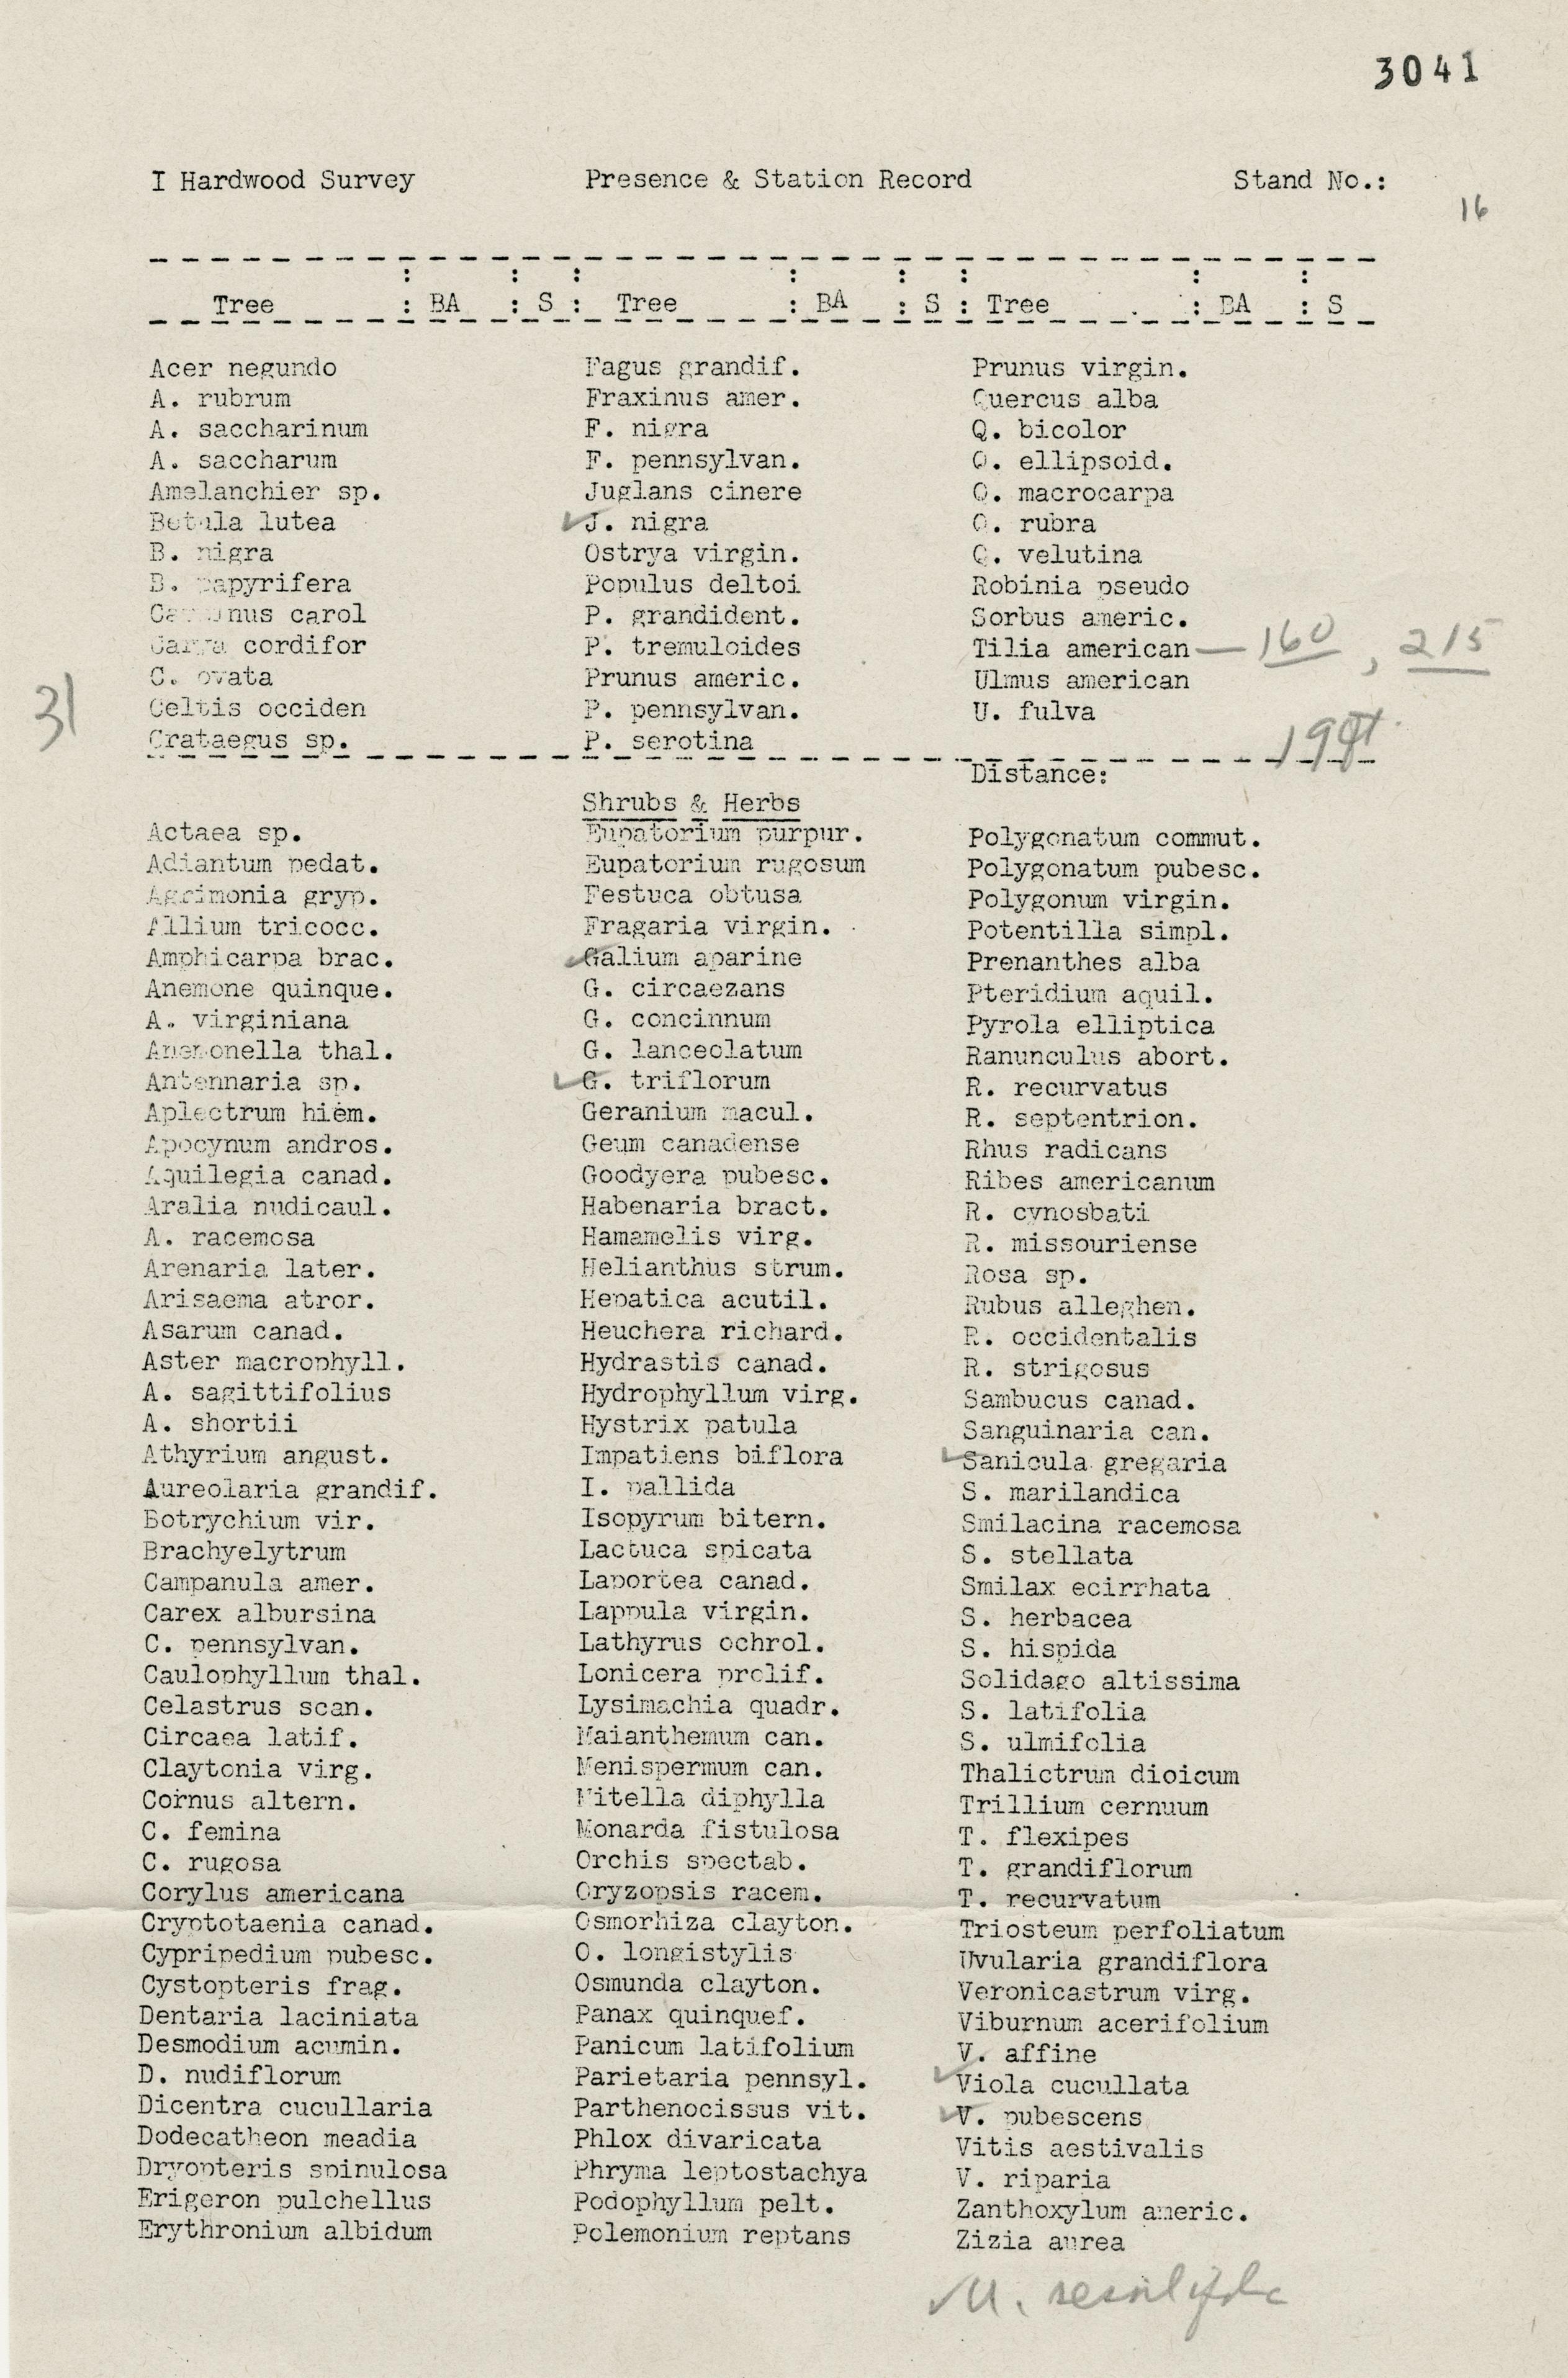 3041
I Hardwood Survey Presence & Station Record Stand No.:
16
Tree : BA : S : Tree : BA : S : Tree : BA : S
Acer negundo Fagus grandif. Prunus virgin.
A. rubrum Fraxinus amer. Quercus alba
A. saccharinum F. nigra Q. bicolor
A. saccharum F. pennsylvan. Q. ellipsoid.
Amelanchier sp. Juglans cinere Q. macrocarpa
Betula lutea ✓ J. nigra Q. rubra
B. nigra Ostrya virgin. Q. velutina
B. papyrifera Populus deltoi Robinia pseudo
Carpinus carol P. grandident. Sorbus americ.
Carya cordifor P. tremuloides Tilia american — 160, 215
C. ovata Prunus americ. Ulmus american
31 Celtis occiden P. pennsylvan. U. fulva
Crataegus sp. P. serotina
Distance:
Shrubs & Herbs
Actaea sp. Eupatorium purpur. Polygonatum commut.
Adiantum pedat. Eupatorium rugosum Polygonatum pubesc.
Agrimonia gryp. Festuca obtusa Polygonum virgin.
Allium tricocc. Fragaria virgin. Potentilla simpl.
Amphicarpa brac. ✓ Galium aparine Prenanthes alba
Anemone quinque. G. circaezans Pteridium aquil.
A. virginiana G. concinnum Pyrola elliptica
Anemonella thal. G. lanceolatum Ranunculus abort.
Antennaria sp. ✓ G. triflorum R. recurvatus
Aplectrum hiem. Geranium macul. R. septentrion.
Apocynum andros. Geum canadense Rhus radicans
Aquilegia canad. Goodyera pubesc. Ribes americanum
Aralia nudicaul. Habenaria bract. R. cynosbati
A. racemosa Hamamelis virg. R. missouriense
Arenaria later. Helianthus strum. Rosa sp.
Arisaema atror. Hepatica acutil. Rubus alleghen.
Asarum canad. Heuchera richard. R. occidentalis
Aster macrophyll. Hydrastis canad. R. strigosus
A. sagittifolius Hydrophyllum virg. Sambucus canad.
A. shortii Hystrix patula Sanguinaria can.
Athyrium angust. Impatiens biflora ✓ Sanicula gregaria
Aureolaria grandif. I. pallida S. marilandica
Botrychium vir. Isopyrum bitern. Smilacina racemosa
Brachyelytrum Lactuca spicata S. stellata
Campanula amer. Laportea canad. Smilax ecirrhata
Carex albursina Lappula virgin. S. herbacea
C. pennsylvan. Lathyrus ochrol. S. hispida
Caulophyllum thal. Lonicera prolif. Solidago altissima
Celastrus scan. Lysimachia quadr. S. latifolia
Circaea latif. Maianthemum can. S. ulmifolia
Claytonia virg. Menispermum can. Thalictrum dioicum
Cornus altern. Mitella diphylla Trillium cernuum
C. femina Monarda fistulosa T. flexipes
C. rugosa Orchis spectab. T. grandiflorum
Corylus americana Oryzopsis racem. T. recurvatum
Cryptotaenia canad. Osmorhiza clayton. Triosteum perfoliatum
Cypripedium pubesc. O. longistylis Uvularia grandiflora
Cystopteris frag. Osmunda clayton. Veronicastrum virg.
Dentaria laciniata Panax quinquef. Viburnum acerifolium
Desmodium acumin. Panicum latifolium V. affine
D. nudiflorum Parietaria pennsyl. ✓ Viola cucullata
Dicentra cucullaria Parthenocissus vit. ✓ V. pubescens
Dodecatheon meadia Phlox divaricata Vitis aestivalis
Dryopteris spinulosa Phryma leptostachya V. riparia
Erigeron pulchellus Podophyllum pelt. Zanthoxylum americ.
Erythronium albidum Polemonium reptans Zizia aurea